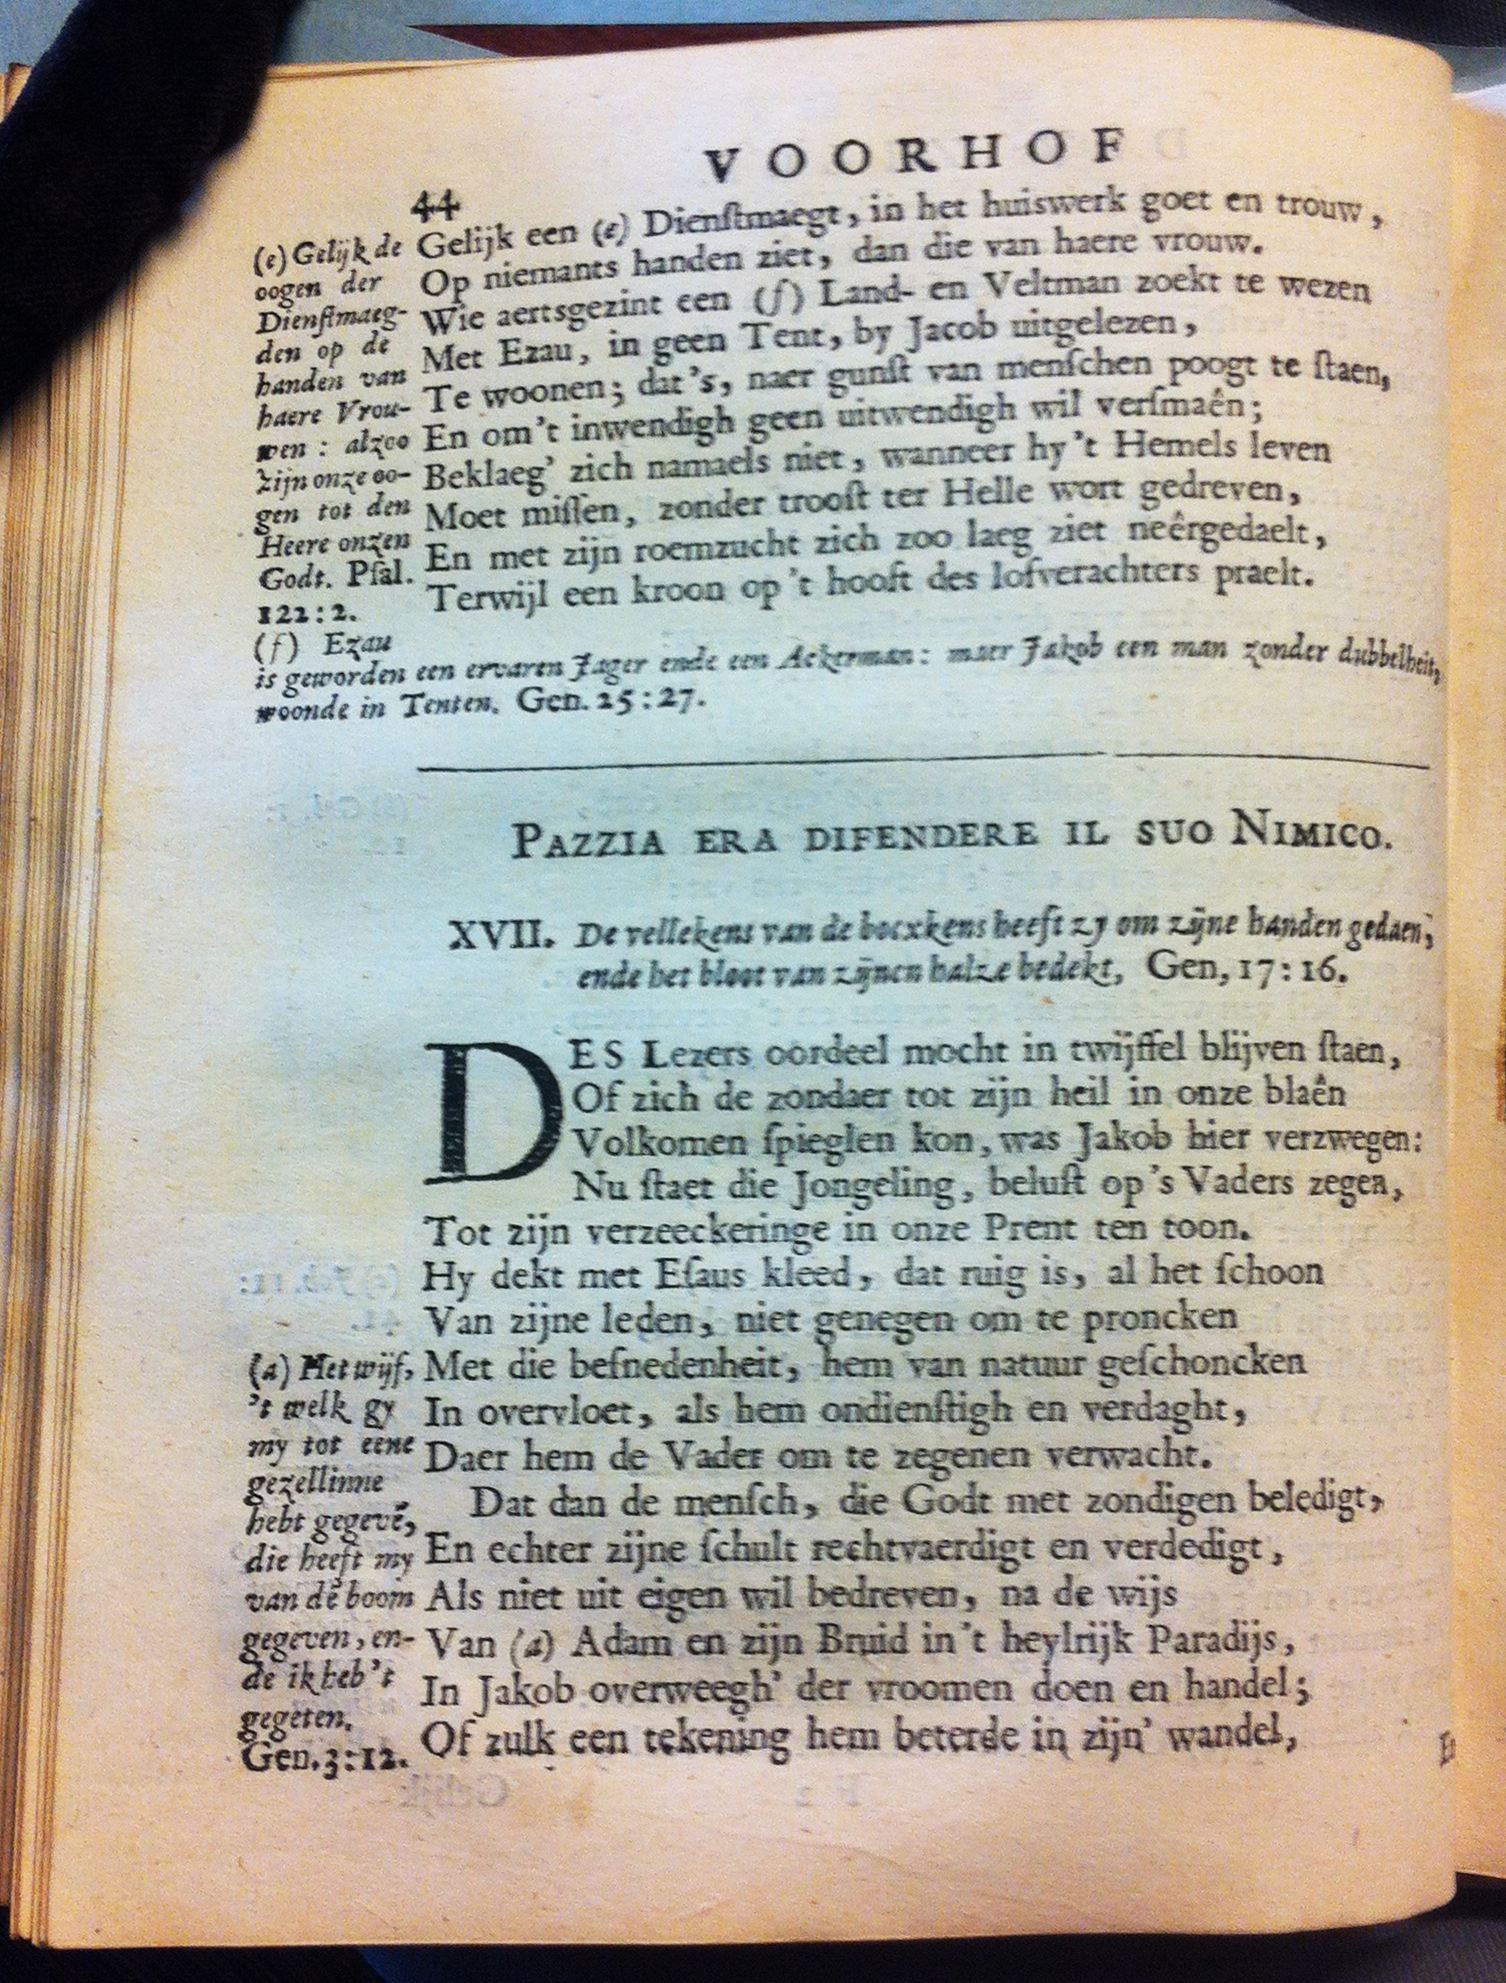 VOORHOF
44
Gelijk een (e) Dienſtmaegt, in het huiswerk goet en trouw,
Op niemants handen ziet, dan die van haere vrouw.
Wie aertsgezint een (f) Land- en Veltman zoekt te wezen
Met Ezau, in geen Tent, by Jacob uitgelezen,
Te woonen; dat's, naer gunſt van menſchen poogt te ſtaen,
En om't inwendigh geen uitwendigh wil verſmaên;
Beklaeg' zich namaels niet, wanneer hy 't Hemels leven
Moet miſſen, zonder trooſt ter Helle wort gedreven,
En met zijn roemzucht zich zoo laeg ziet neêrgedaelt,
Terwijl een kroon op 't hooft des lofverachters praelt.
(e) Gelijk de
oogen der
Dienſtmaeg-
den op de
handen van
haere Vrou-
wen: alzoo
zijn onze oo-
gen tot den
Heere onzen
Godt. Pſal.
122:2.
(f) Ezau
is geworden een ervaren Jager ende een Ackerman: maer Jakob een man zonder dubbelheit,
woonde in Tenten. Gen. 25:27.
PAZZIA ERA DIFENDERE IL SUO NIMICO.
XVII. De vellekens van de bocxkens heeft zy om zijne handen gedaen,
ende het bloot van zijnen halze bedekt, Gen, 17:16.
DES Lezers oordeel mocht in twijffel blijven ſtaen,
Of zich de zondaer tot zijn heil in onze blaên
Volkomen ſpieglen kon, was Jakob hier verzwegen:
Nu ſtaet die Jongeling, beluſt op 's Vaders zegen,
Tot zijn verzeeckeringe in onze Prent ten toon.
Hy dekt met Eſaus kleed, dat ruig is, al het ſchoon
Van zijne leden, niet genegen om te proncken
Met die beſnedenheit, hem van natuur geſchoncken
In overvloet, als hem ondienſtigh en verdaght,
Daer hem de Vader om te zegenen verwacht.
Dat dan de menſch, die Godt met zondigen beledigt,
En echter zijne ſchult rechtvaerdigt en verdedigt,
Als niet uit eigen wil bedreven, na de wijs
Van (a) Adam en zijn Bruid in 't heylrijk Paradijs,
In Jakob overweegh' der vroomen doen en handel;
Of zulk een tekening hem beterde in zijn' wandel,
(a) Het wijf,
't welk gy
my tot eene
gezellinne
hebt gegevē,
die heeft my
van dē boom
gegeven, en-
de ik heb't
gegeten.
Gen. 3:12.